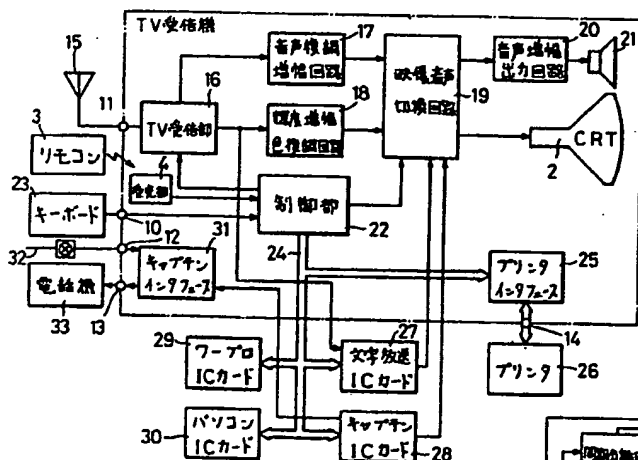 TV受信機
15
11
16
TV受信部
17
音声検網
増幅回路
18
輝度増幅
色検網回路
映像音声
切換回路
19
20
音声増幅
出力回路
21
CRT
2
3
リモコン
4
受光部
23
キーボード
10
制御部
22
24
12
32
31
キャプテン
インタフェース
電話機
33
13
25
プリンタ
インタフェース
14
プリンタ
26
29
ワープロ
ICカード
27
文字放送
ICカード
30
パソコン
ICカード
キャプテン
ICカード
28